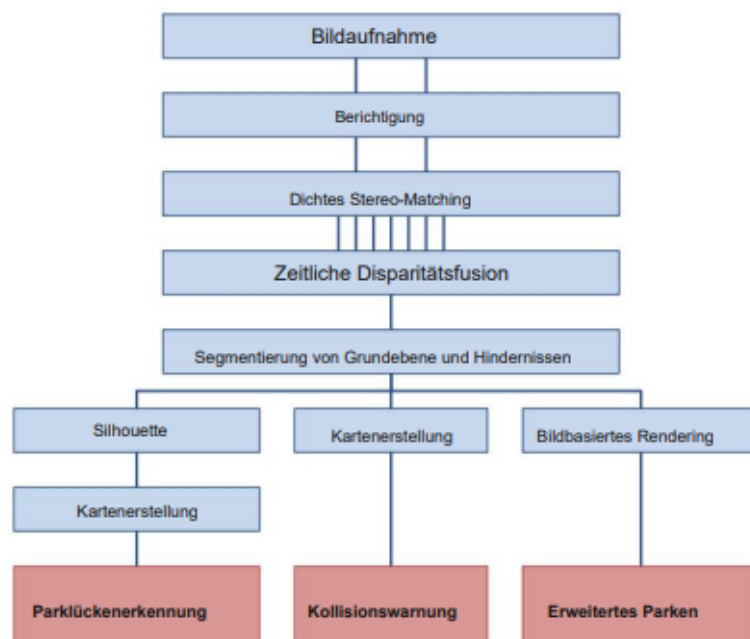 Bildaufnahme
Berichtigung
Dichtes Stereo-Matching
Zeitliche Disparitätsfusion
Segmentierung von Grundebene und Hindernissen
Silhouette
Kartenerstellung
Bildbasiertes Rendering
Kartenerstellung
Parklückenerkennung
Kollisionswarnung
Erweitertes Parken